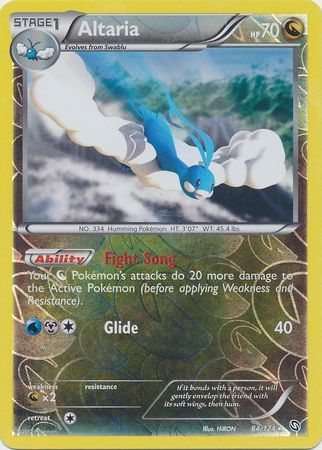 STAGE1 Altaria HP70
Evolves from Swablu
NO. 334 Humming Pokémon HT: 3'07" WT: 45.4 lbs.
Ability Fight Song
Your Pokémon's attacks do 20 more damage to
the Active Pokémon (before applying Weakness and
Resistance).
Glide 40
weakness resistance
×2
retreat
If it bonds with a person, it will
gently envelop the friend with
its soft wings, then hum.
Illus. HiRON 84/124